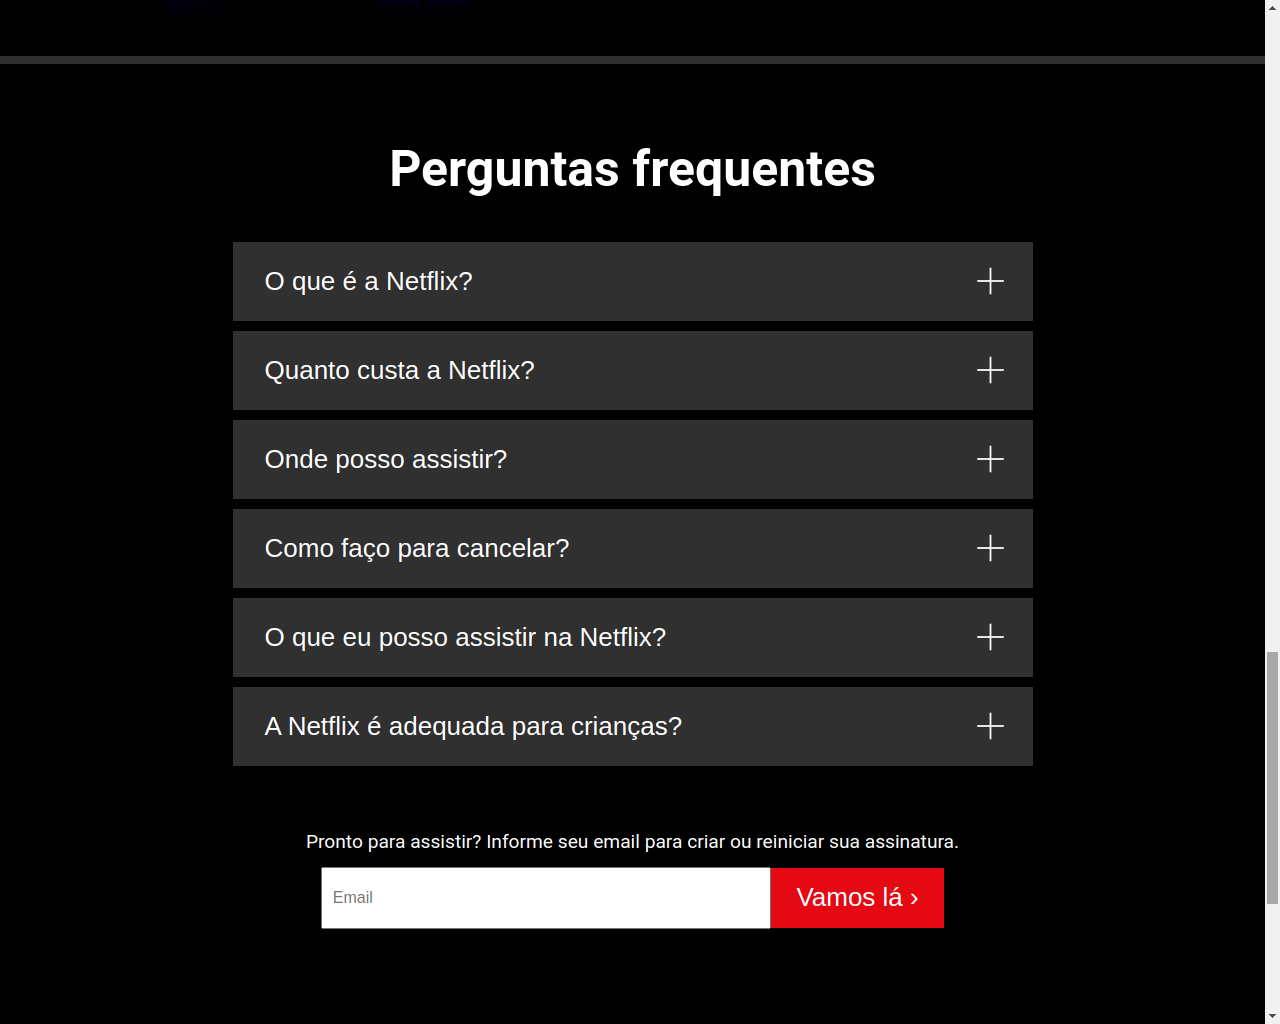 Perguntas frequentes
O que é a Netflix?
Quanto custa a Netflix?
Onde posso assistir?
Como faço para cancelar?
O que eu posso assistir na Netflix?
A Netflix é adequada para crianças?
Pronto para assistir? Informe seu email para criar ou reiniciar sua assinatura.
Email
Vamos lá ›